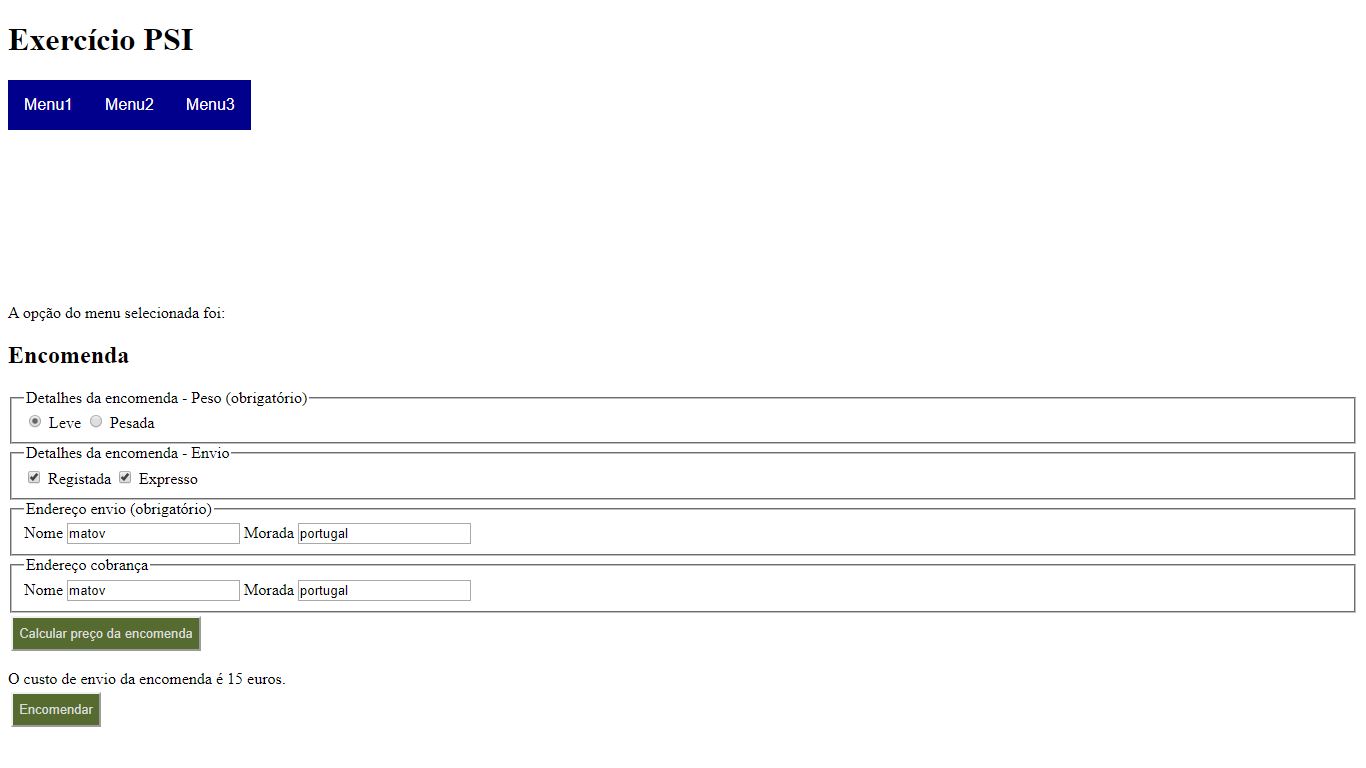 Exercício PSI
Menu1 Menu2 Menu3
A opção do menu selecionada foi:
Encomenda
Detalhes da encomenda - Peso (obrigatório)
Leve Pesada
Detalhes da encomenda - Envio
Registada Expresso
Endereço envio (obrigatório)
Nome matov Morada portugal
Endereço cobrança
Nome matov Morada portugal
Calcular preço da encomenda
O custo de envio da encomenda é 15 euros.
Encomendar